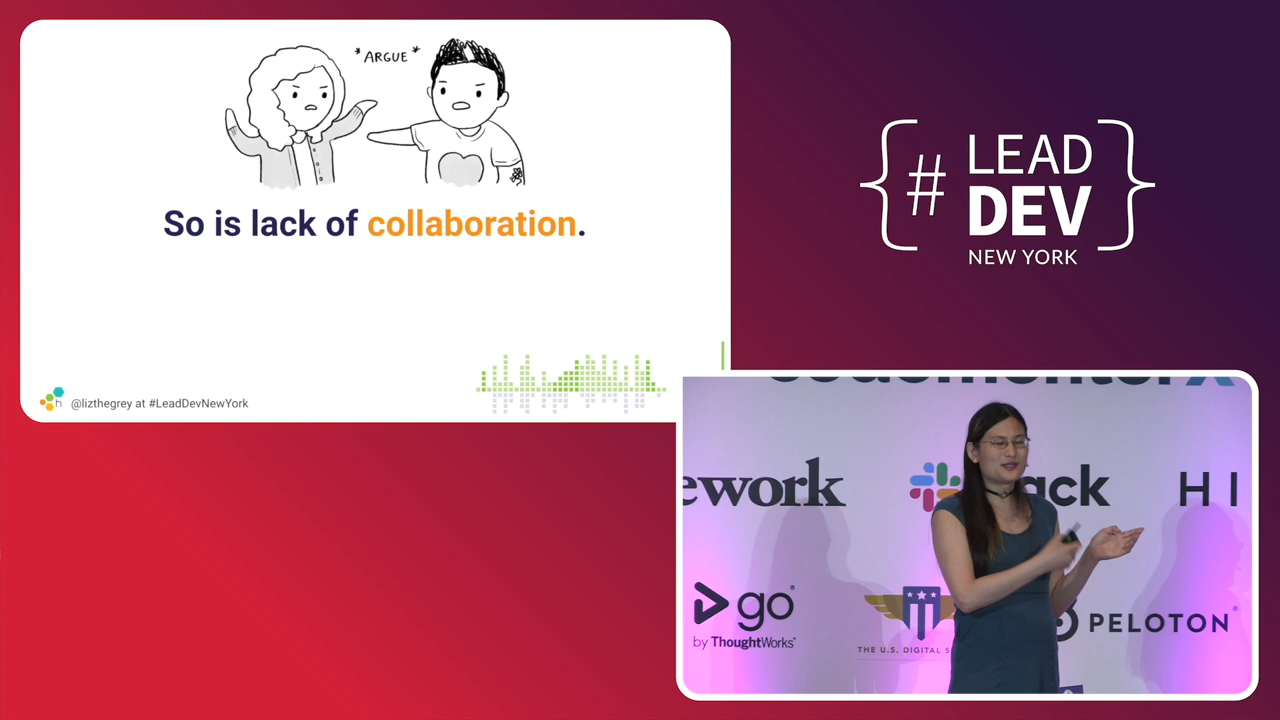 *ARGUE*
So is lack of collaboration.
h
@lizthegrey at #LeadDevNewYork
{# LEAD
DEV}
NEW YORK
ework
ack
HI
go
by ThoughtWorks
THE U.S. DIGITAL S
PELOTON